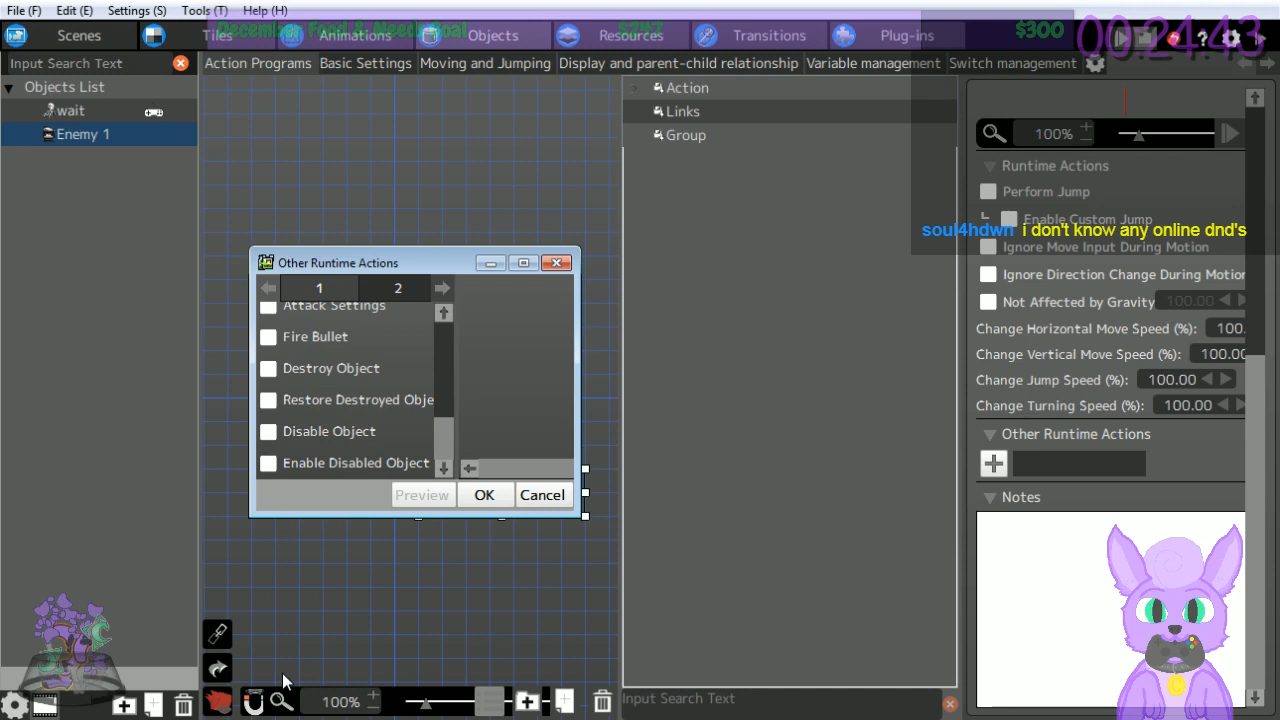 File (F) Edit (E) Settings (S) Tools (T) Help (H)
December Food & Needs Goal $247 $300
00:24:43
Scenes Tiles Animations Objects Resources Transitions Plug-ins
Input Search Text Action Programs Basic Settings Moving and Jumping Display and parent-child relationship Variable management Switch management
Objects List
wait
Enemy 1
Action
Links
Group
100%
Runtime Actions
Perform Jump
Enable Custom Jump
soul4hdwn i don't know any online dnd's
Ignore Move Input During Motion
Ignore Direction Change During Motion
Not Affected by Gravity 100.00
Change Horizontal Move Speed (%): 100.
Change Vertical Move Speed (%): 100.00
Change Jump Speed (%): 100.00
Change Turning Speed (%): 100.00
Other Runtime Actions
Notes
Other Runtime Actions
1 2
Attack Settings
Fire Bullet
Destroy Object
Restore Destroyed Obje
Disable Object
Enable Disabled Object
Preview OK Cancel
100%
Input Search Text